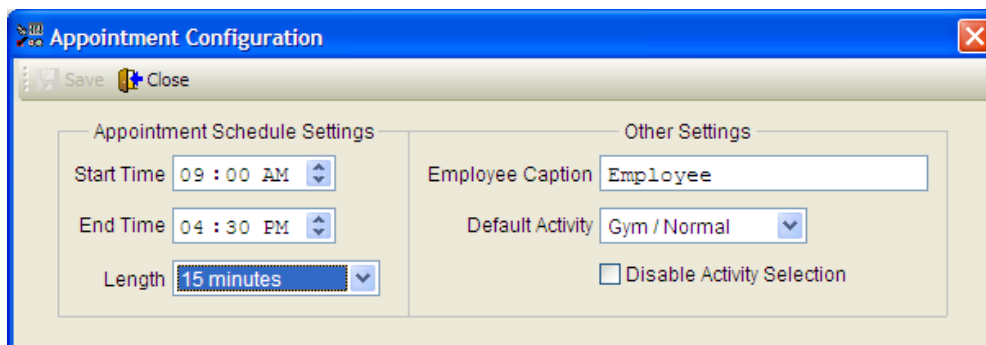 Appointment Configuration
Save Close
Appointment Schedule Settings
Start Time 09:00 AM
End Time 04:30 PM
Length 15 minutes
Other Settings
Employee Caption Employee
Default Activity Gym / Normal
Disable Activity Selection